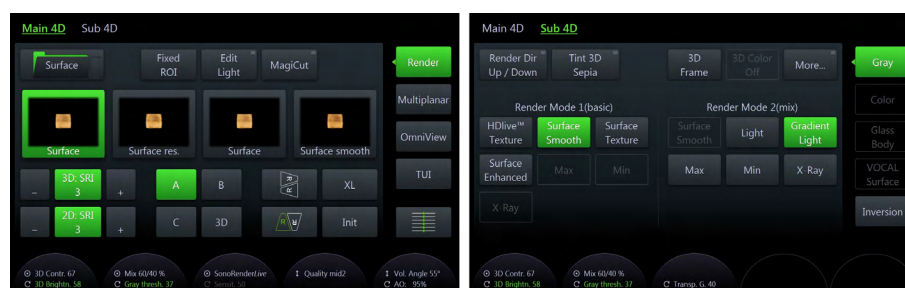 Main 4D Sub 4D
Surface Fixed ROI Edit Light MagiCut Render
Multiplanar
OmniView
TUI
Surface Surface res. Surface Surface smooth
- 3D: SRI 3 + A B R R XL
- 2D: SRI 3 + C 3D R R Init
3D Contr. 67 Mix 60/40 % SonoRenderLive Quality mid2 Vol. Angle 55°
3D Brightn. 58 Gray thresh. 37 Sensit. 50 AO: 95%
Main 4D Sub 4D
Render Dir Up / Down Tint 3D Sepia 3D Frame 3D Color Off More... Gray
Color
Glass Body
VOCAL Surface
Inversion
Render Mode 1(basic) Render Mode 2(mix)
HDlive™ Texture Surface Smooth Surface Texture Surface Smooth Light Gradient Light
Surface Enhanced Max Min Max Min X-Ray
X-Ray
3D Contr. 67 Mix 60/40 %
3D Brightn. 58 Gray thresh. 37 Transp. G. 40